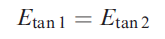 E_{tan 1} = E_{tan 2}